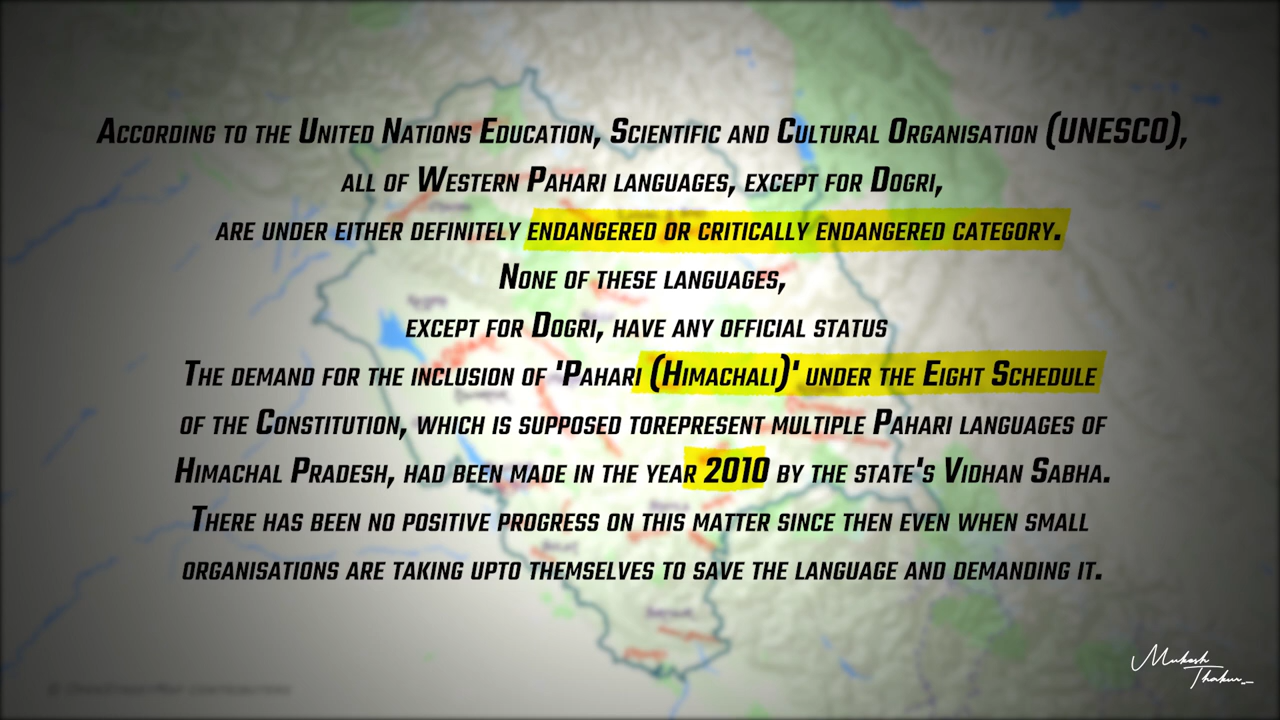 According to the United Nations Education, Scientific and Cultural Organisation (UNESCO),
all of Western Pahari languages, except for Dogri,
are under either definitely endangered or critically endangered category.
None of these languages,
except for Dogri, have any official status
The demand for the inclusion of 'Pahari (Himachali)' under the Eight Schedule
of the Constitution, which is supposed torepresent multiple Pahari languages of
Himachal Pradesh, had been made in the year 2010 by the state's Vidhan Sabha.
There has been no positive progress on this matter since then even when small
organisations are taking upto themselves to save the language and demanding it.
Mukesh
Thakur